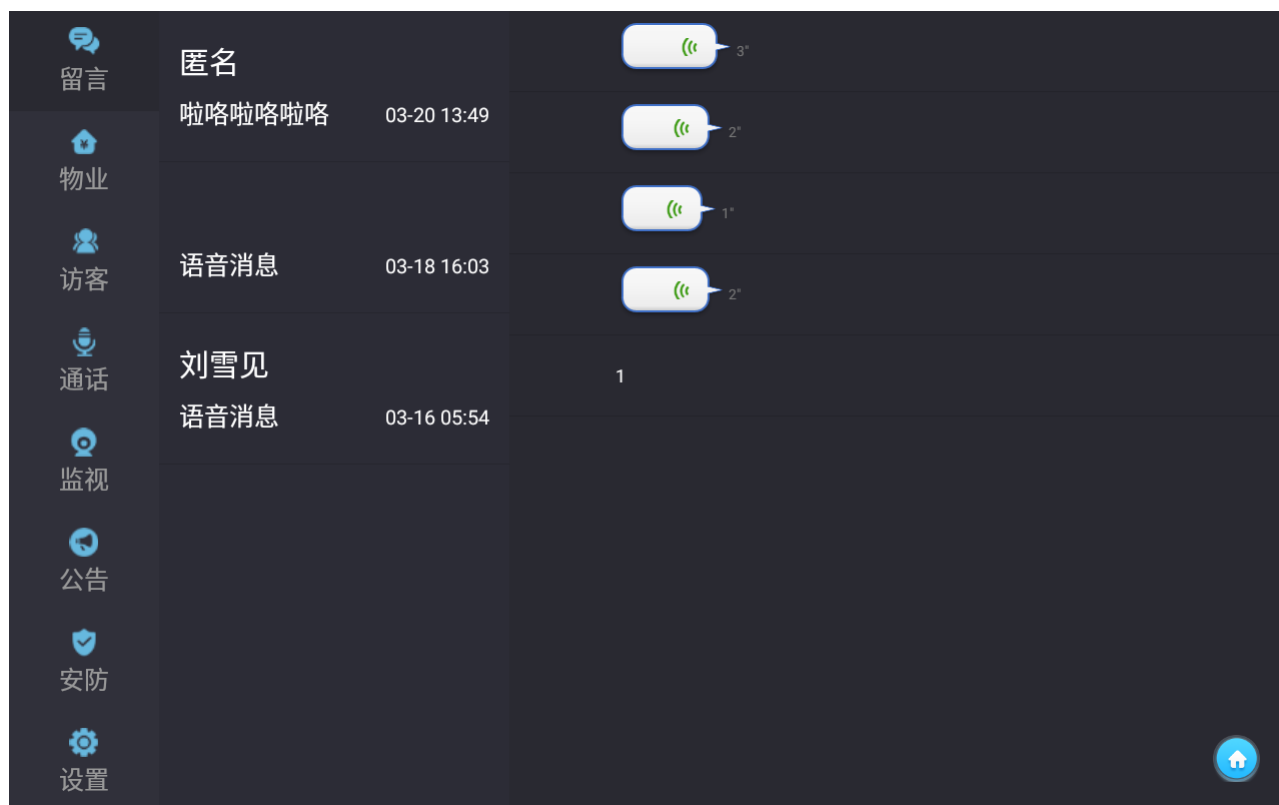 留言
物业
访客
通话
监视
公告
安防
设置
匿名
啦咯啦咯啦咯 03-20 13:49
语音消息 03-18 16:03
刘雪见
语音消息 03-16 05:54
3"
2"
1"
2"
1